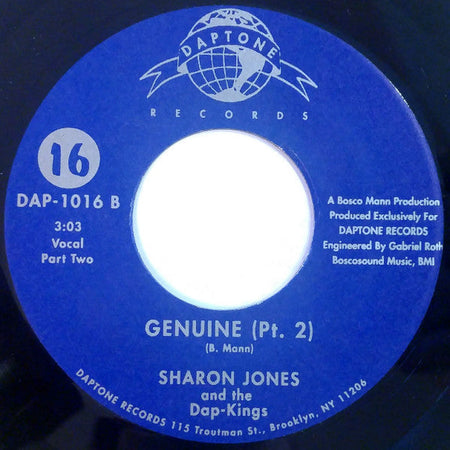 DAPTONE
RECORDS
16
DAP-1016 B
3:03
Vocal
Part Two
A Bosco Mann Production
Produced Exclusively For
DAPTONE RECORDS
Engineered By Gabriel Roth
Boscosound Music, BMI
GENUINE (Pt. 2)
(B. Mann)
SHARON JONES
and the
Dap-Kings
DAPTONE RECORDS 115 Troutman St., Brooklyn, NY 11206